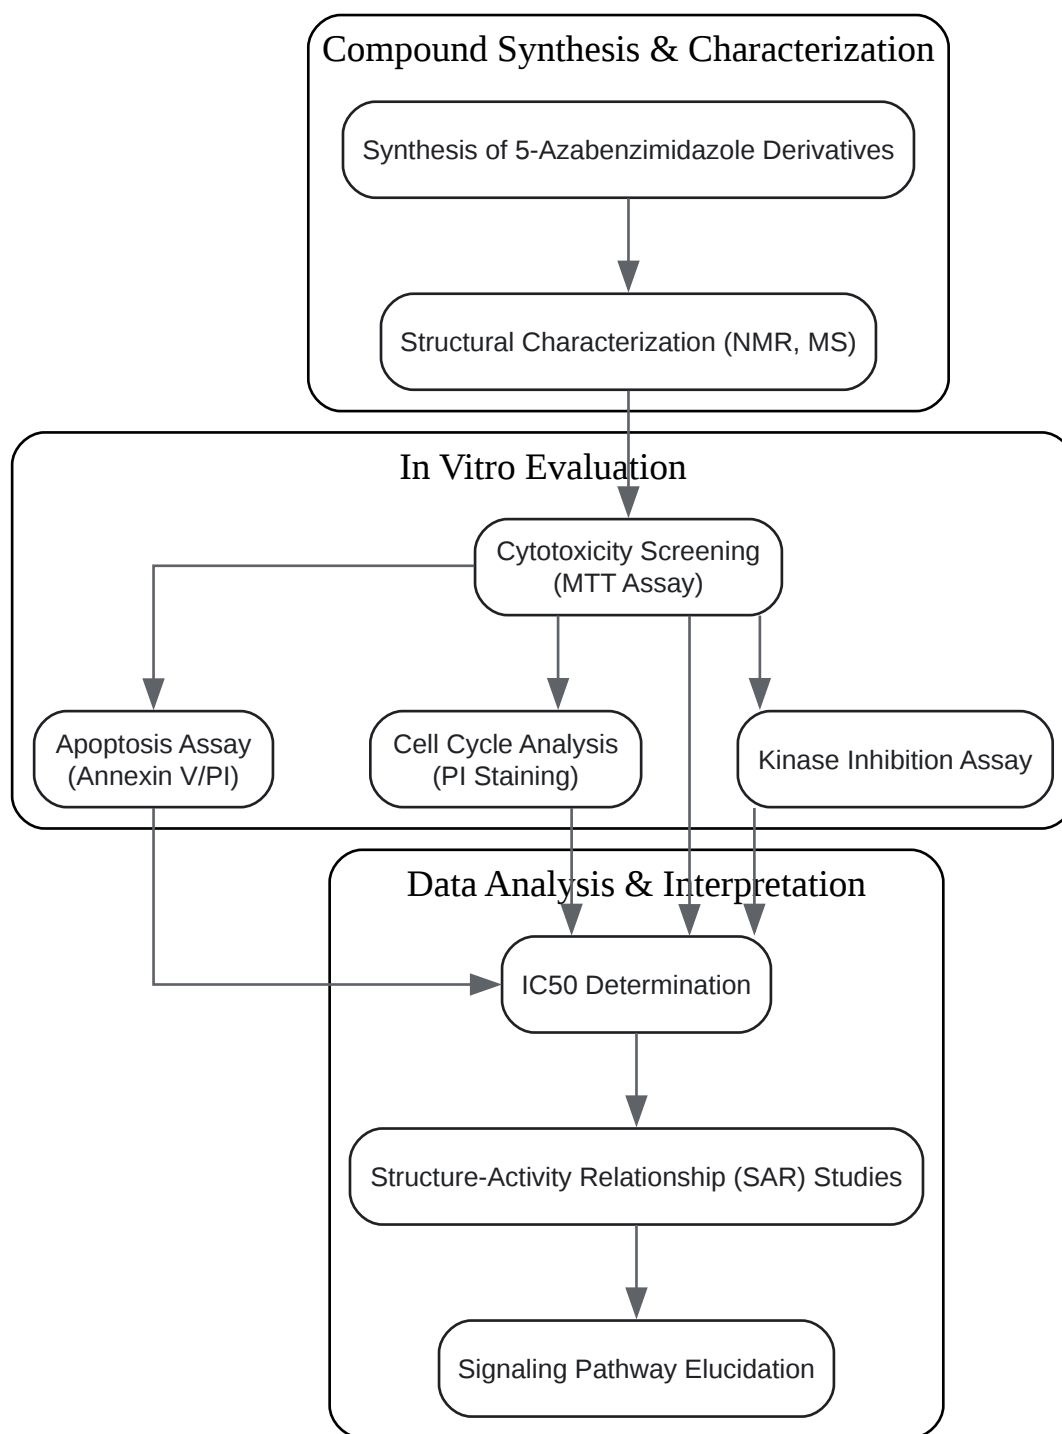 Compound Synthesis & Characterization
Synthesis of 5-Azabenzimidazole Derivatives
Structural Characterization (NMR, MS)
In Vitro Evaluation
Cytotoxicity Screening
(MTT Assay)
Apoptosis Assay
(Annexin V/PI)
Cell Cycle Analysis
(PI Staining)
Kinase Inhibition Assay
Data Analysis & Interpretation
IC50 Determination
Structure-Activity Relationship (SAR) Studies
Signaling Pathway Elucidation